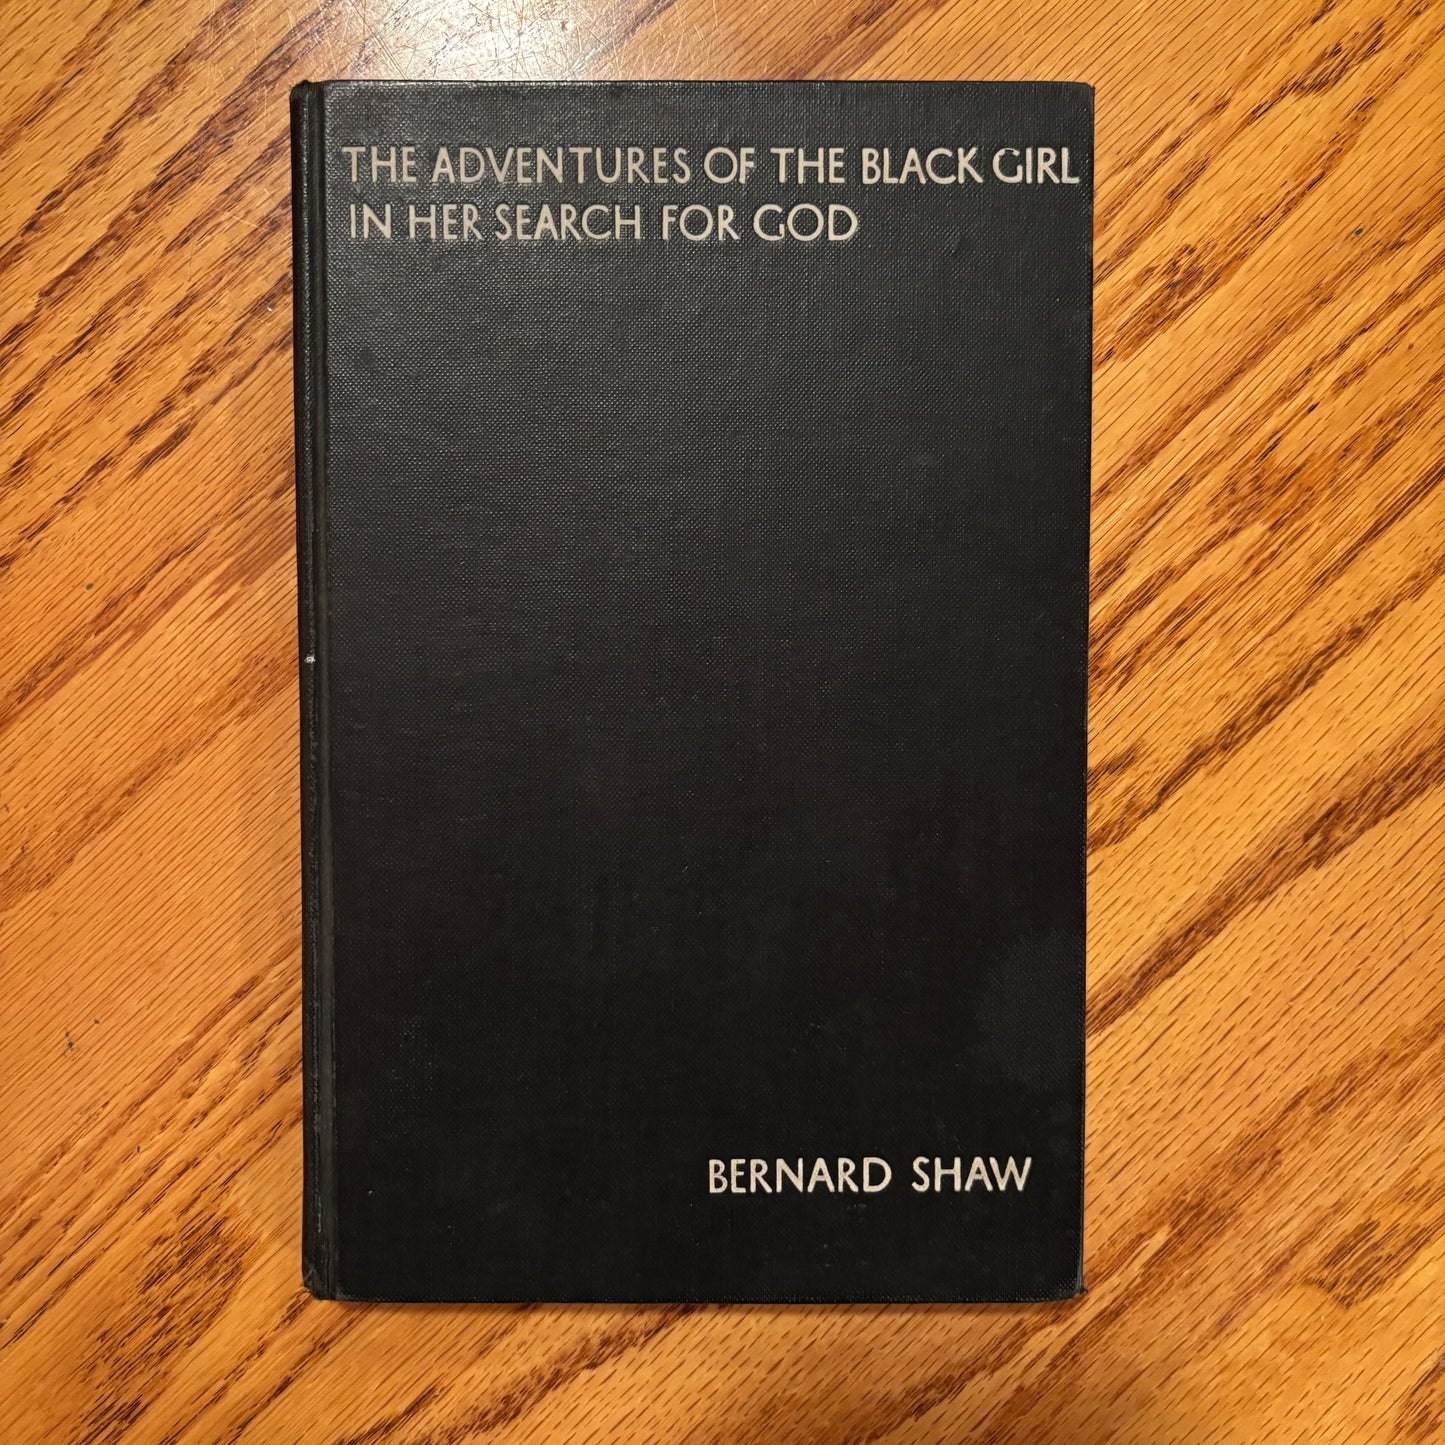 THE ADVENTURES OF THE BLACK GIRL
IN HER SEARCH FOR GOD
BERNARD SHAW